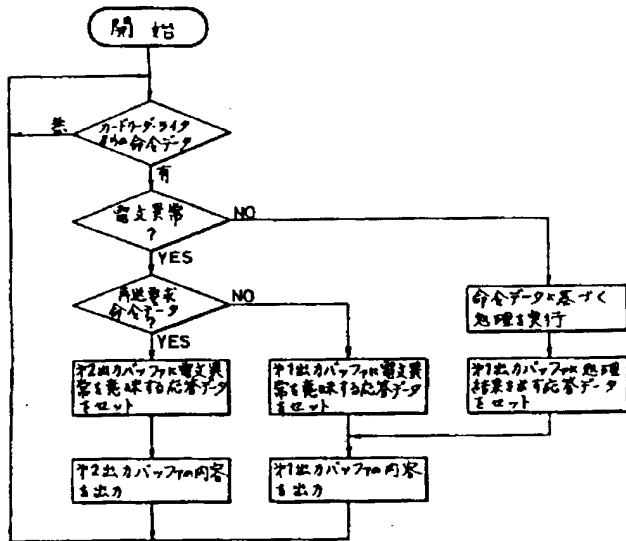 開始
無
カードリーダ・ライタ
からの命令データ
有
電文異常
?
NO
YES
再送要求
命令データ
?
NO
YES
命令データに基づく
処理を実行
第2出力バッファに電文異
常を意味する応答データ
をセット
第1出力バッファに電文異
常を意味する応答データ
をセット
第1出力バッファに処理
結果を示す応答データ
をセット
第2出力バッファの内容
を出力
第1出力バッファの内容
を出力